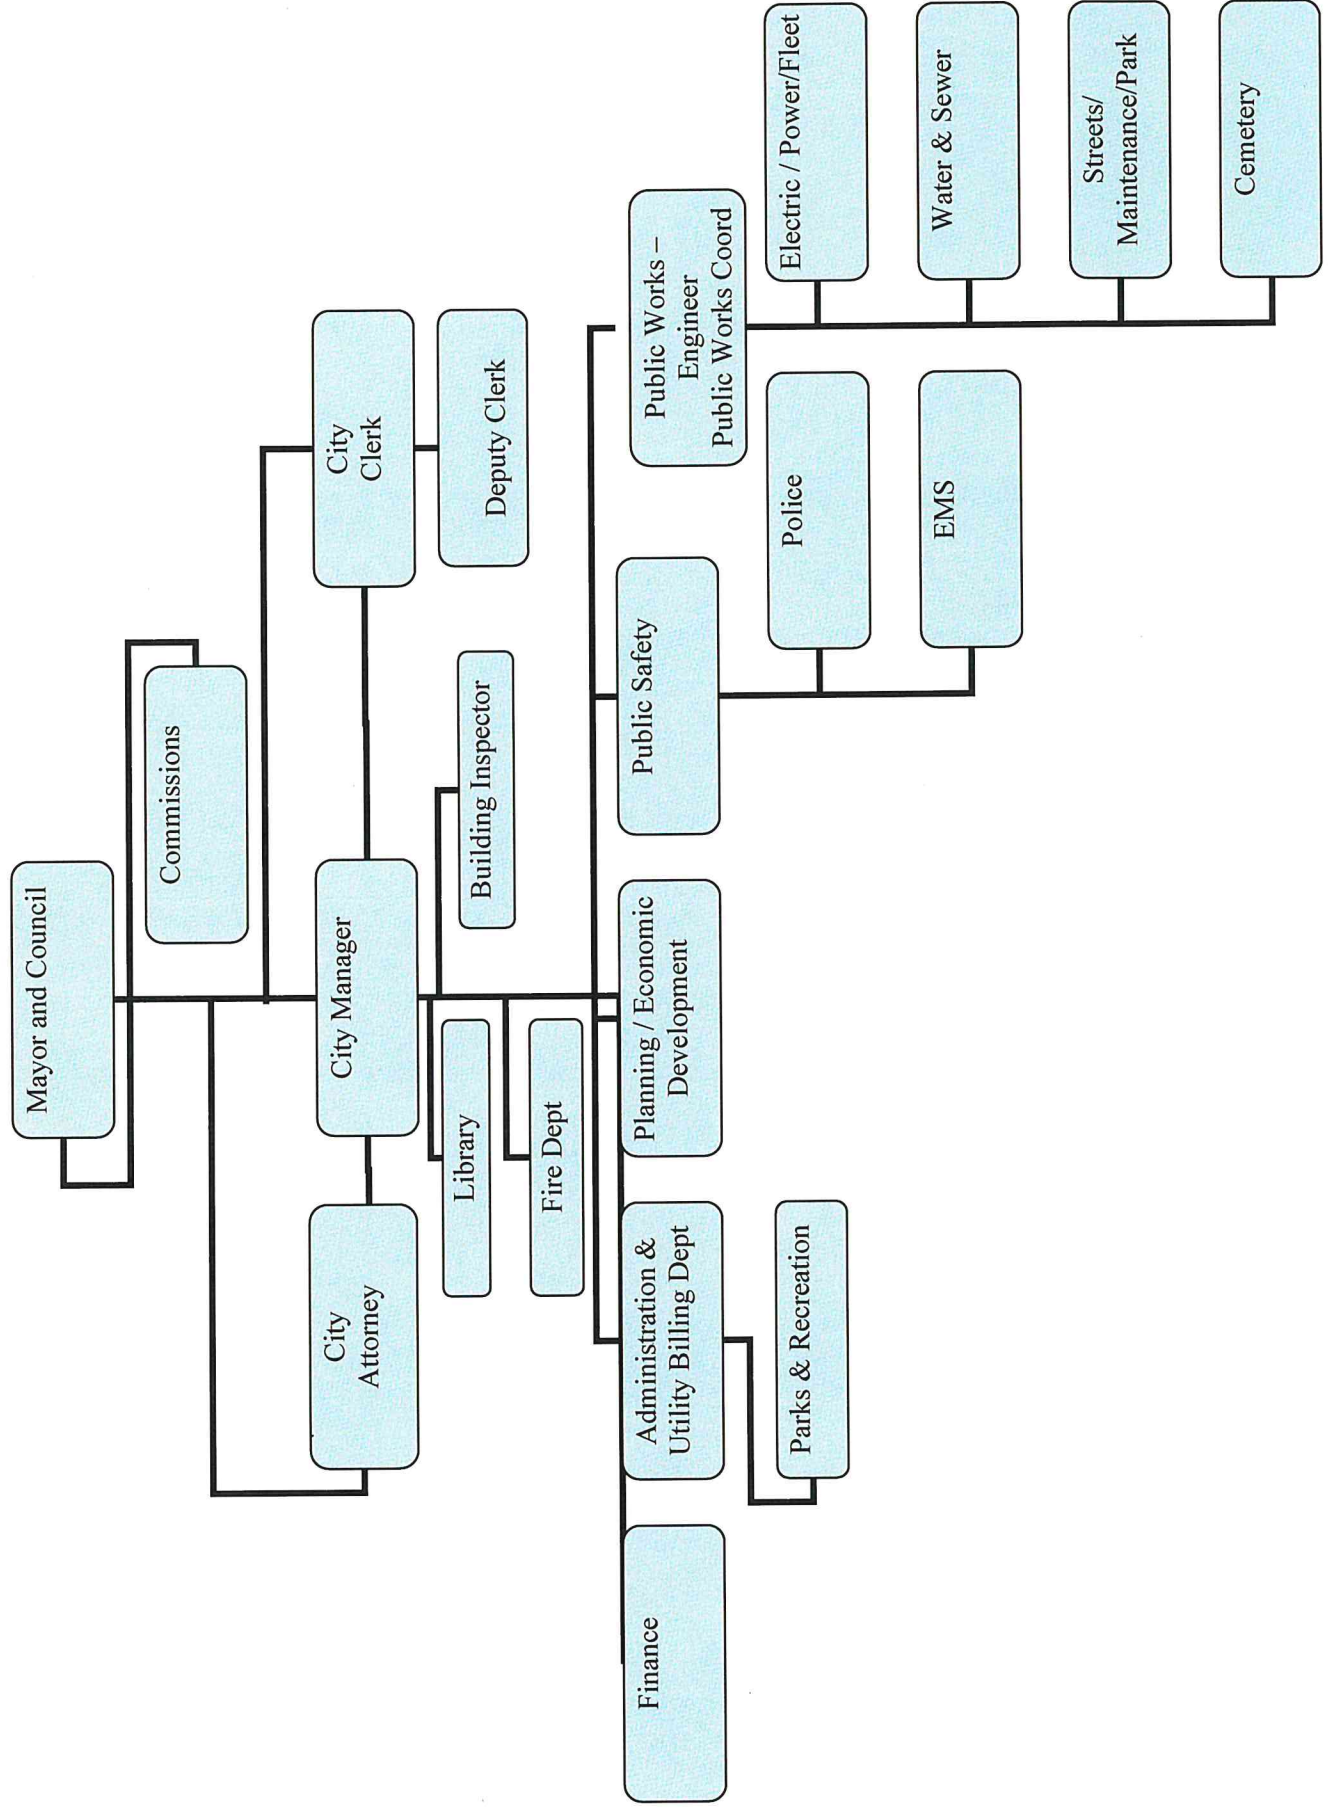 Mayor and Council
Commissions
City
Attorney
City Manager
City
Clerk
Library
Building Inspector
Deputy Clerk
Fire Dept
Finance
Administration &
Utility Billing Dept
Planning / Economic
Development
Public Safety
Public Works –
Engineer
Public Works Coord
Parks & Recreation
Police
EMS
Electric / Power/Fleet
Water & Sewer
Streets/
Maintenance/Park
Cemetery